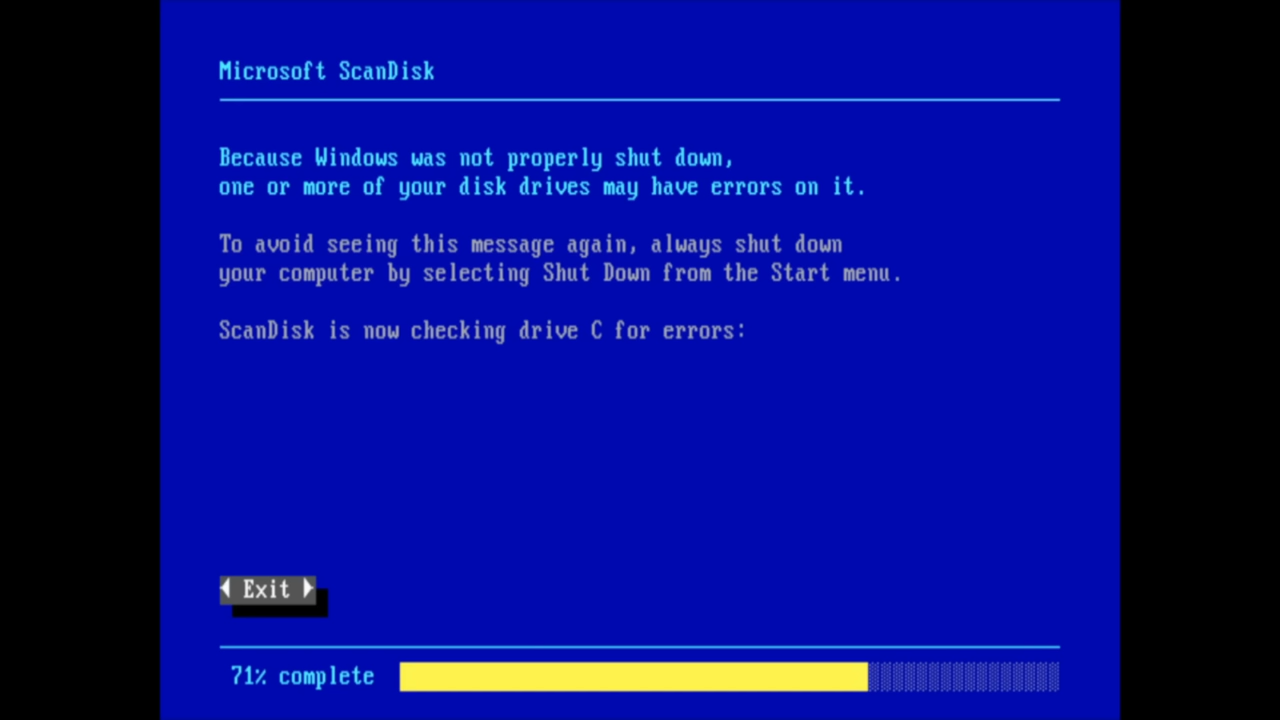 Microsoft ScanDisk
Because Windows was not properly shut down,
one or more of your disk drives may have errors on it.
To avoid seeing this message again, always shut down
your computer by selecting Shut Down from the Start menu.
ScanDisk is now checking drive C for errors:
Exit
71% complete